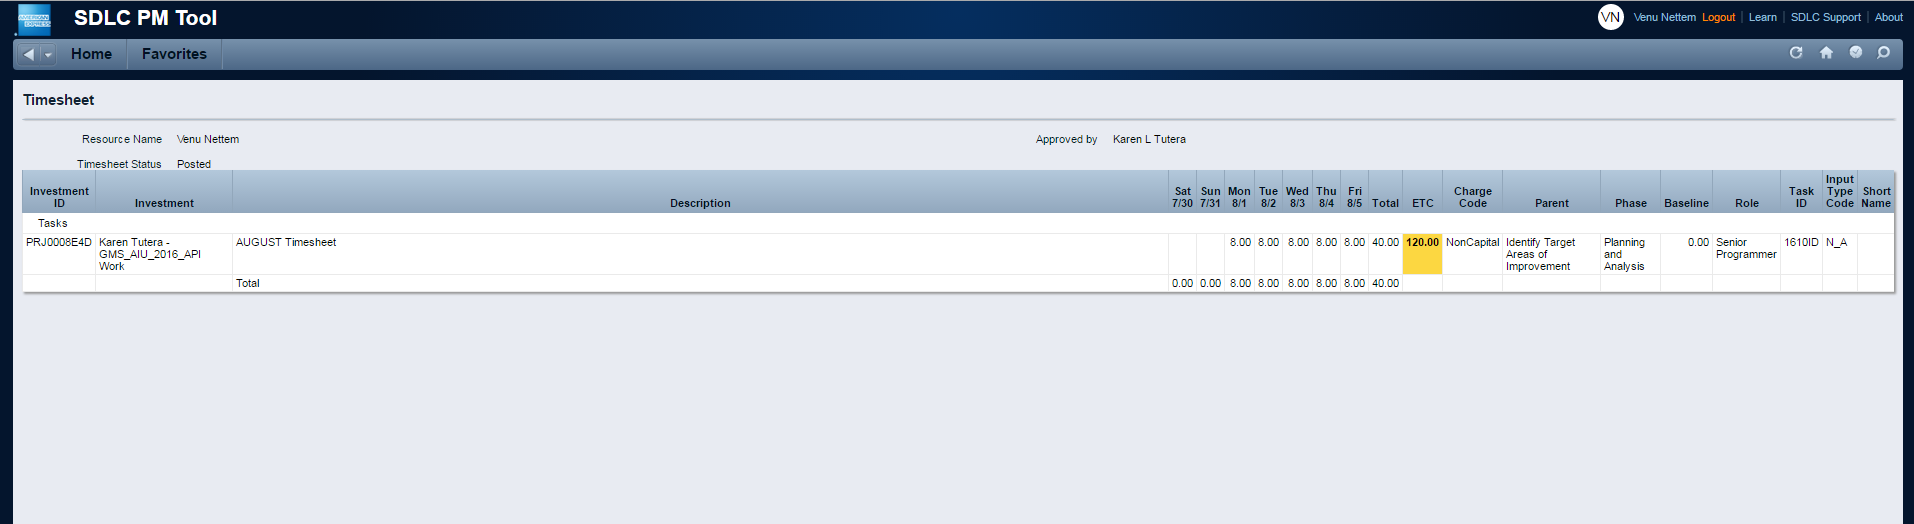 AMERICAN EXPRESS
SDLC PM Tool
VN Venu Nettem Logout Learn SDLC Support About
Home Favorites
Timesheet
Resource Name Venu Nettem Approved by Karen L Tutera
Timesheet Status Posted
Investment ID Investment Description Sat 7/30 Sun 7/31 Mon 8/1 Tue 8/2 Wed 8/3 Thu 8/4 Fri 8/5 Total ETC Charge Code Parent Phase Baseline Role Task ID Input Type Code Short Name
Tasks
PRJ0008E4D Karen Tutera - GMS_AIU_2016_API Work AUGUST Timesheet 8.00 8.00 8.00 8.00 8.00 40.00 120.00 NonCapital Identify Target Areas of Improvement Planning and Analysis 0.00 Senior Programmer 1610ID N_A
Total 0.00 0.00 8.00 8.00 8.00 8.00 8.00 40.00